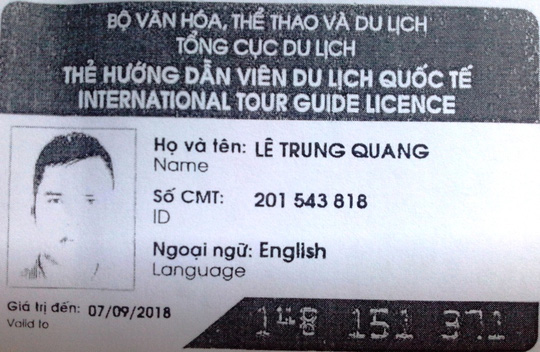 BỘ VĂN HÓA, THỂ THAO VÀ DU LỊCH
TỔNG CỤC DU LỊCH
THẺ HƯỚNG DẪN VIÊN DU LỊCH QUỐC TẾ
INTERNATIONAL TOUR GUIDE LICENCE
Họ và tên: LÊ TRUNG QUANG
Name
Số CMT: 201 543 818
ID
Ngoại ngữ: English
Language
Giá trị đến: 07/09/2018
Valid to
151